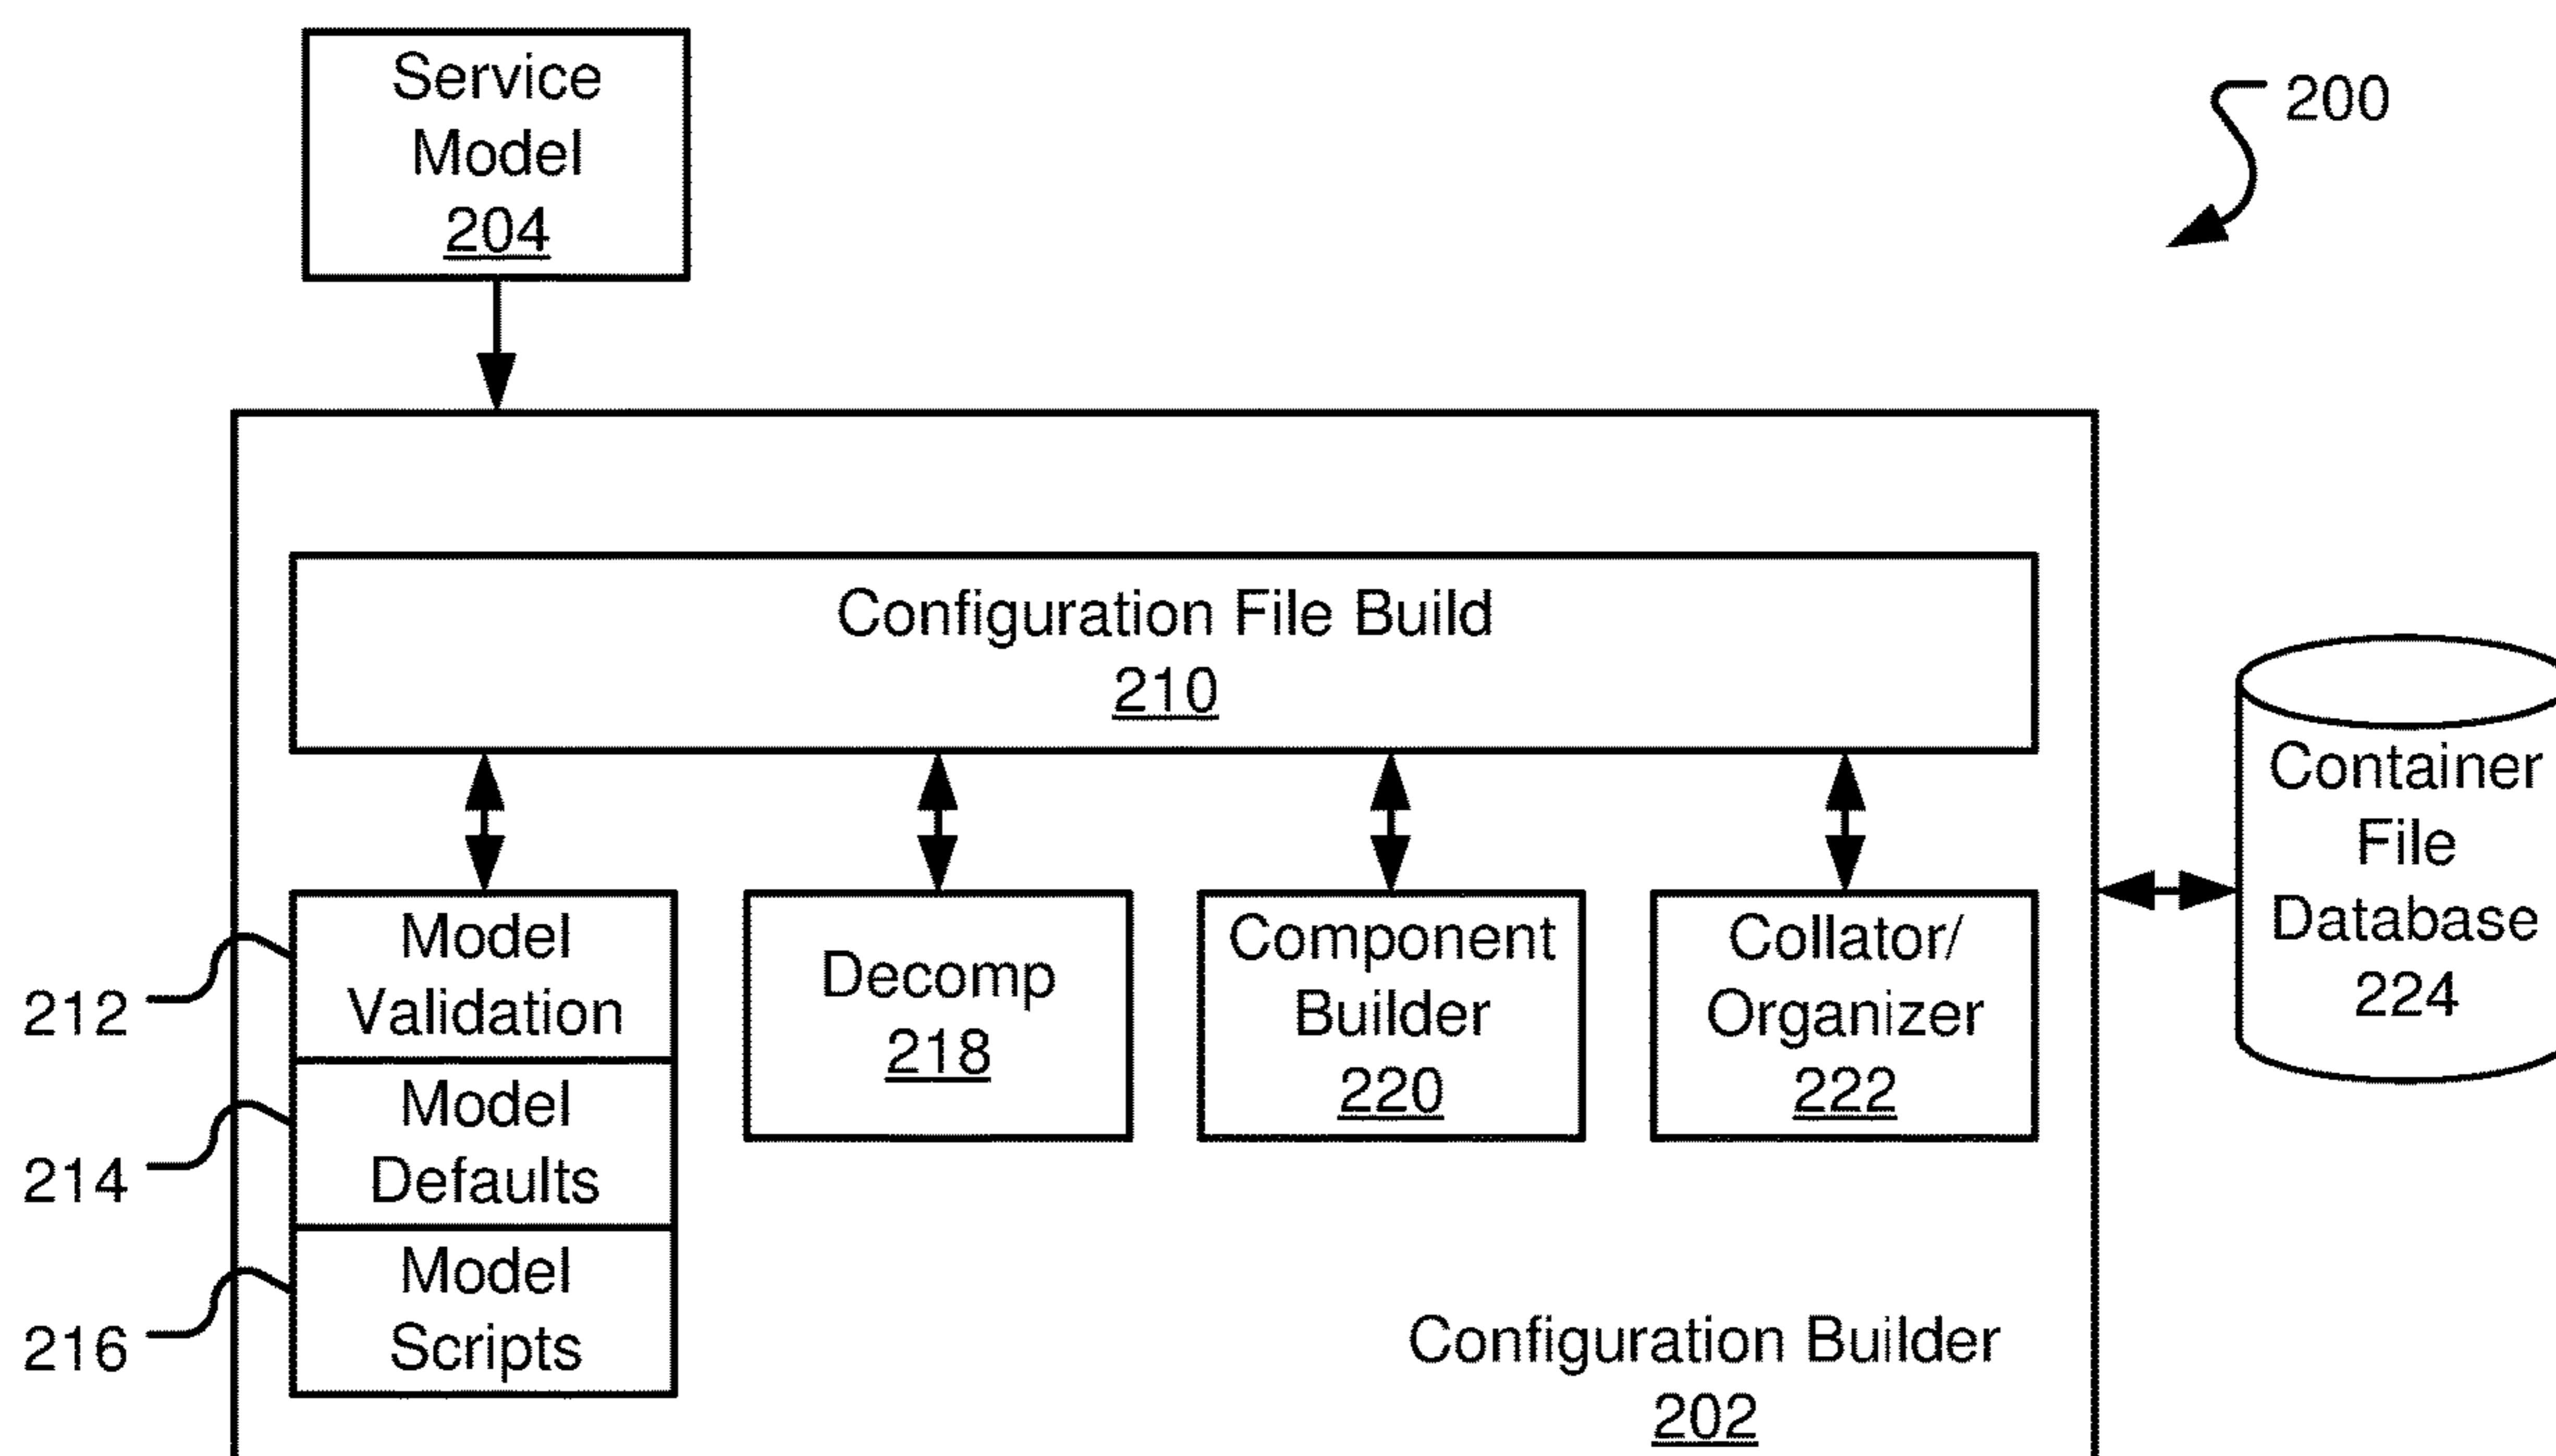 Service
Model
204
200
Configuration File Build
210
Container
File
Database
224
212
Model
Validation
214
Model
Defaults
216
Model
Scripts
Decomp
218
Component
Builder
220
Collator/
Organizer
222
Configuration Builder
202